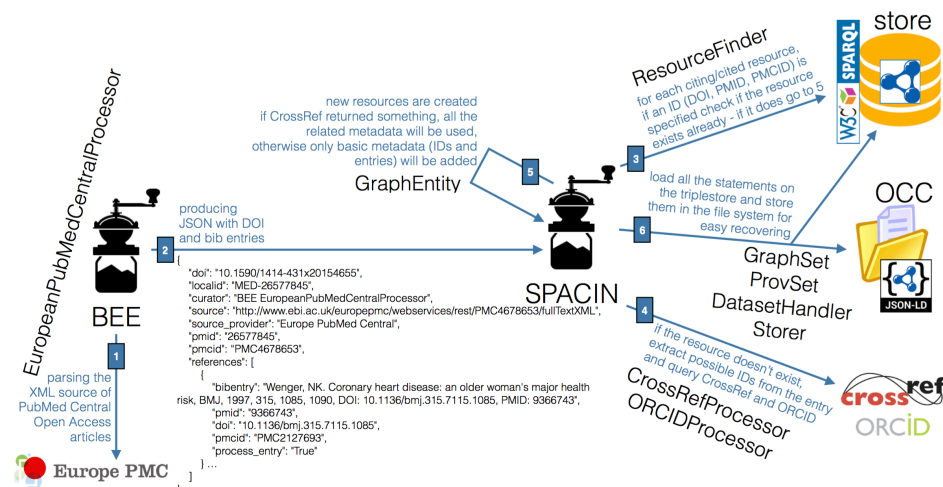 store
W3C SPARQL
ResourceFinder
for each citing/cited resource,
if an ID (DOI, PMID, PMCID) is
specified check if the resource
exists already - if it does go to 5
3
new resources are created
if CrossRef returned something, all the
related metadata will be used,
otherwise only basic metadata (IDs and
entries) will be added
5
GraphEntity
EuropeanPubMedCentralProcessor
BEE
producing
JSON with DOI
and bib entries
2
SPACIN
load all the statements on
the triplestore and store
them in the file system for
easy recovering
6
OCC
{ }
JSON-LD
GraphSet
ProvSet
DatasetHandler
Storer
1
parsing the
XML source of
PubMed Central
Open Access
articles
Europe PMC
{
"doi": "10.1590/1414-431x20154655",
"localid": "MED-26577845",
"curator": "BEE EuropeanPubMedCentralProcessor",
"source": "http://www.ebi.ac.uk/europepmc/webservices/rest/PMC4678653/fullTextXML",
"source_provider": "Europe PubMed Central",
"pmid": "26577845",
"pmcid": "PMC4678653",
"references": [
{
"bibentry": "Wenger, NK. Coronary heart disease: an older woman's major health
risk, BMJ, 1997, 315, 1085, 1090, DOI: 10.1136/bmj.315.7115.1085, PMID: 9366743",
"pmid": "9366743",
"doi": "10.1136/bmj.315.7115.1085",
"pmcid": "PMC2127693",
"process_entry": "True"
} ...
]
}
4
if the resource doesn't exist,
extract possible IDs from the entry
and query CrossRef and ORCID
CrossRefProcessor
ORCIDProcessor
crossref
ORCID